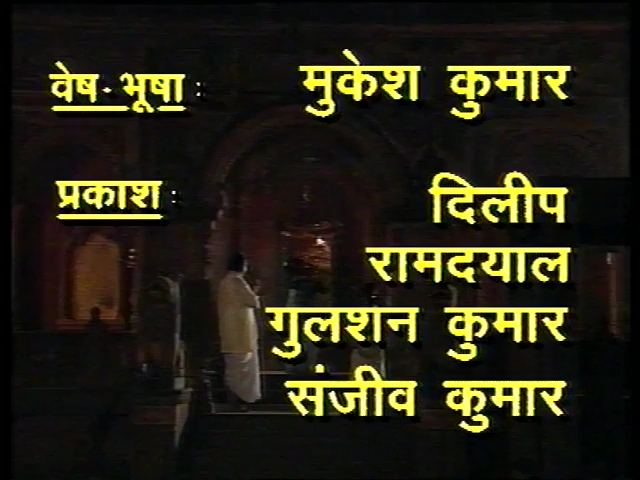 वेष-भूषा : मुकेश कुमार
प्रकाश : दिलीप
रामदयाल
गुलशन कुमार
संजीव कुमार